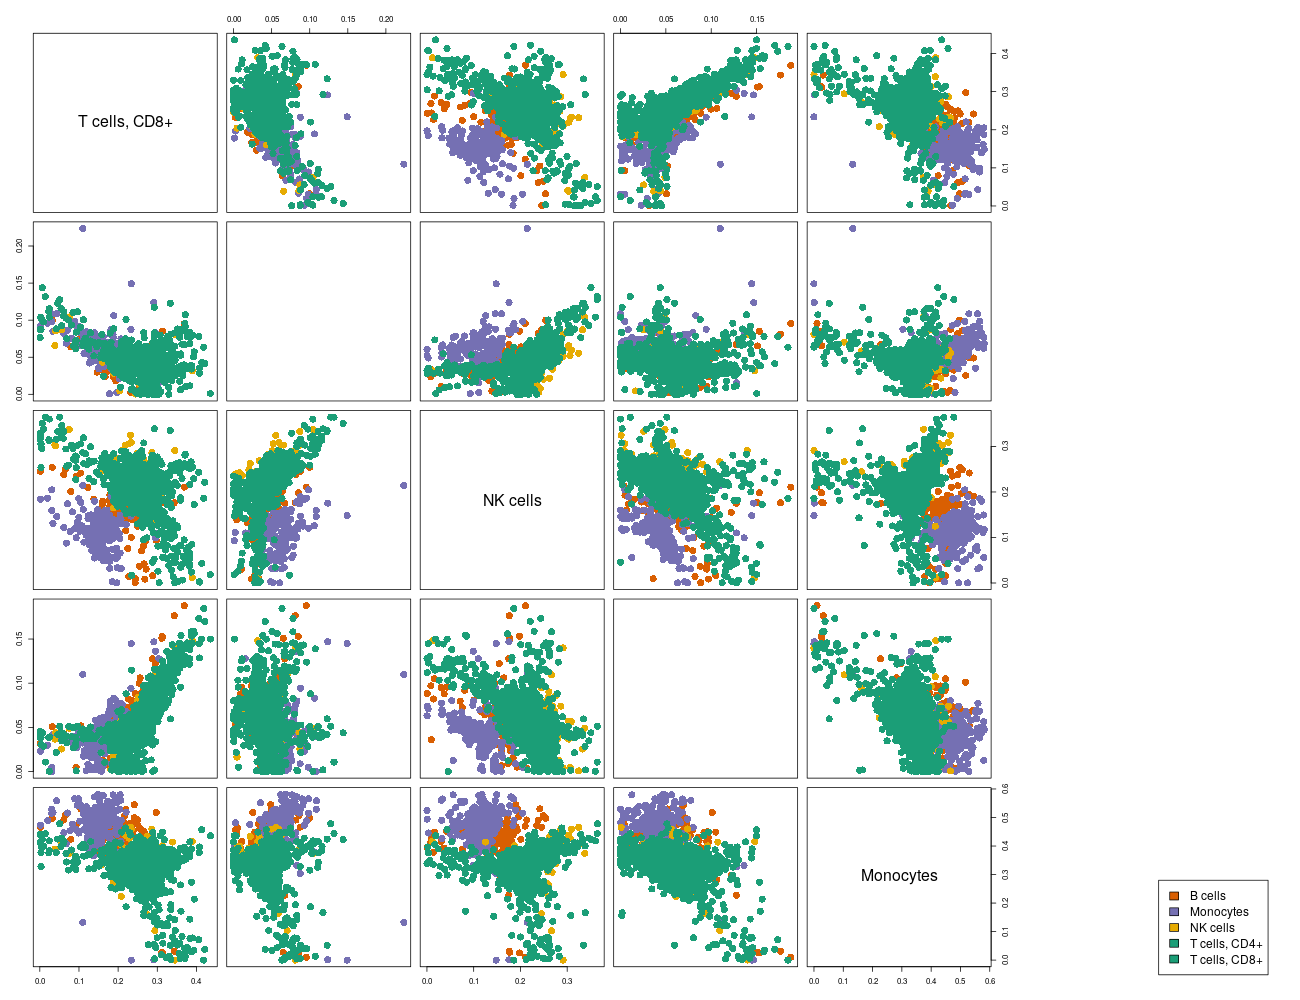 0.00 0.05 0.10 0.15 0.20 0.00 0.05 0.10 0.15
T cells, CD8+
0.0 0.1 0.2 0.3 0.4
0.00 0.05 0.10 0.15 0.20
NK cells
0.0 0.1 0.2 0.3
0.00 0.05 0.10 0.15
Monocytes
0.0 0.1 0.2 0.3 0.4 0.5 0.6
0.0 0.1 0.2 0.3 0.4 0.0 0.1 0.2 0.3 0.0 0.1 0.2 0.3 0.4 0.5 0.6
B cells
Monocytes
NK cells
T cells, CD4+
T cells, CD8+